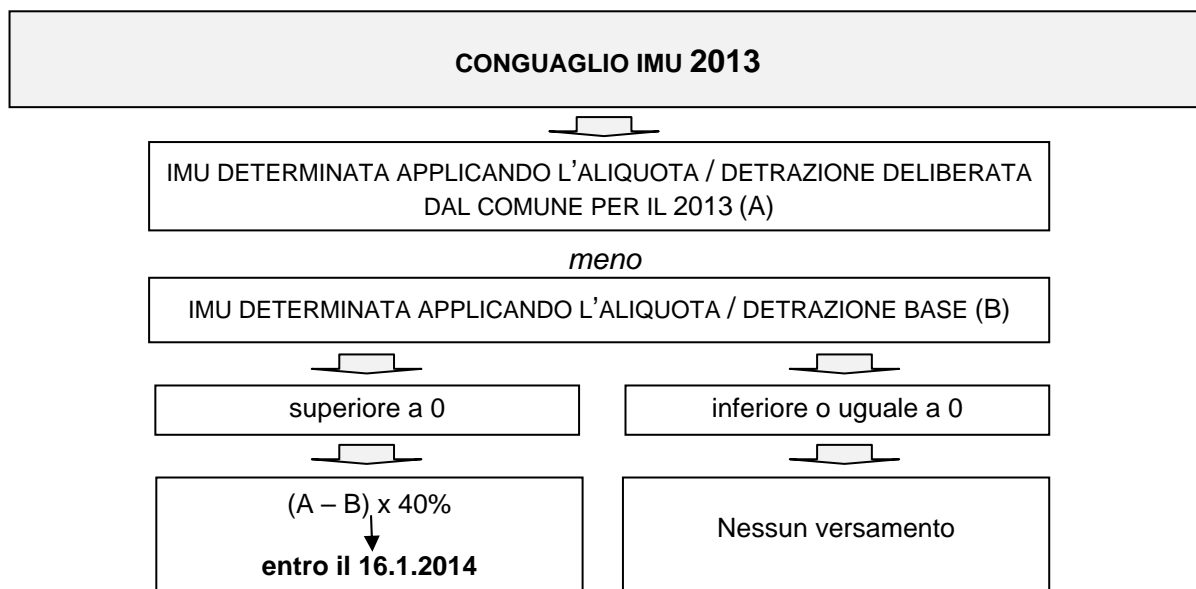 CONGUAGLIO IMU 2013
IMU DETERMINATA APPLICANDO L'ALIQUOTA / DETRAZIONE DELIBERATA
DAL COMUNE PER IL 2013 (A)
meno
IMU DETERMINATA APPLICANDO L'ALIQUOTA / DETRAZIONE BASE (B)
superiore a 0
inferiore o uguale a 0
(A – B) x 40%
entro il 16.1.2014
Nessun versamento